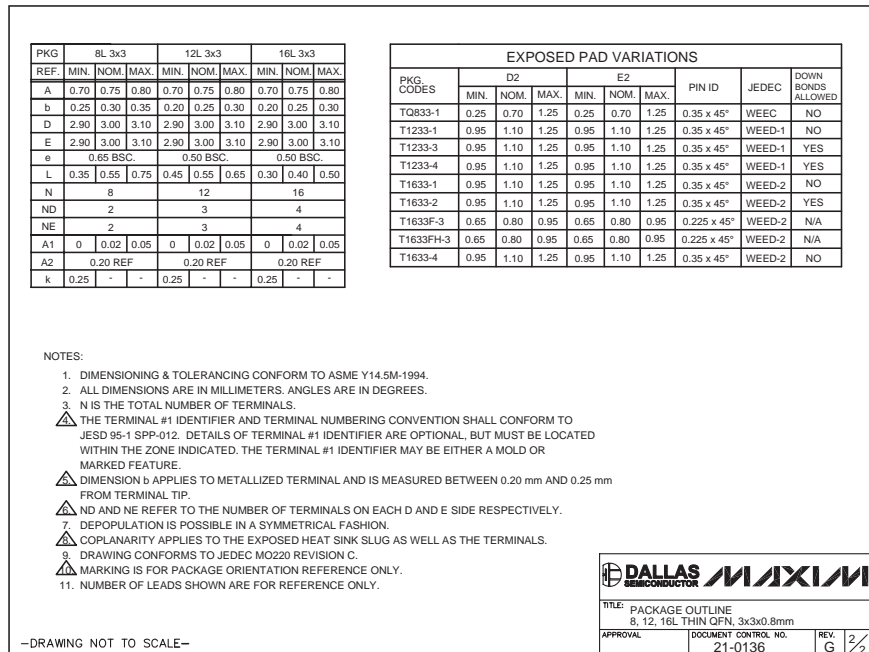 PKG 8L 3x3 12L 3x3 16L 3x3
REF. MIN. NOM. MAX. MIN. NOM. MAX. MIN. NOM. MAX.
A 0.70 0.75 0.80 0.70 0.75 0.80 0.70 0.75 0.80
b 0.25 0.30 0.35 0.20 0.25 0.30 0.20 0.25 0.30
D 2.90 3.00 3.10 2.90 3.00 3.10 2.90 3.00 3.10
E 2.90 3.00 3.10 2.90 3.00 3.10 2.90 3.00 3.10
e 0.65 BSC. 0.50 BSC. 0.50 BSC.
L 0.35 0.55 0.75 0.45 0.55 0.65 0.30 0.40 0.50
N 8 12 16
ND 2 3 4
NE 2 3 4
A1 0 0.02 0.05 0 0.02 0.05 0 0.02 0.05
A2 0.20 REF 0.20 REF 0.20 REF
k 0.25 - - 0.25 - - 0.25 - -
EXPOSED PAD VARIATIONS
PKG. CODES D2 E2 PIN ID JEDEC DOWN BONDS ALLOWED
MIN. NOM. MAX. MIN. NOM. MAX.
TQ833-1 0.25 0.70 1.25 0.25 0.70 1.25 0.35 x 45° WEEC NO
T1233-1 0.95 1.10 1.25 0.95 1.10 1.25 0.35 x 45° WEED-1 NO
T1233-3 0.95 1.10 1.25 0.95 1.10 1.25 0.35 x 45° WEED-1 YES
T1233-4 0.95 1.10 1.25 0.95 1.10 1.25 0.35 x 45° WEED-1 YES
T1633-1 0.95 1.10 1.25 0.95 1.10 1.25 0.35 x 45° WEED-2 NO
T1633-2 0.95 1.10 1.25 0.95 1.10 1.25 0.35 x 45° WEED-2 YES
T1633F-3 0.65 0.80 0.95 0.65 0.80 0.95 0.225 x 45° WEED-2 N/A
T1633FH-3 0.65 0.80 0.95 0.65 0.80 0.95 0.225 x 45° WEED-2 N/A
T1633-4 0.95 1.10 1.25 0.95 1.10 1.25 0.35 x 45° WEED-2 NO
NOTES:
1. DIMENSIONING & TOLERANCING CONFORM TO ASME Y14.5M-1994.
2. ALL DIMENSIONS ARE IN MILLIMETERS. ANGLES ARE IN DEGREES.
3. N IS THE TOTAL NUMBER OF TERMINALS.
4. THE TERMINAL #1 IDENTIFIER AND TERMINAL NUMBERING CONVENTION SHALL CONFORM TO
JESD 95-1 SPP-012. DETAILS OF TERMINAL #1 IDENTIFIER ARE OPTIONAL, BUT MUST BE LOCATED
WITHIN THE ZONE INDICATED. THE TERMINAL #1 IDENTIFIER MAY BE EITHER A MOLD OR
MARKED FEATURE.
5. DIMENSION b APPLIES TO METALLIZED TERMINAL AND IS MEASURED BETWEEN 0.20 mm AND 0.25 mm
FROM TERMINAL TIP.
6. ND AND NE REFER TO THE NUMBER OF TERMINALS ON EACH D AND E SIDE RESPECTIVELY.
7. DEPOPULATION IS POSSIBLE IN A SYMMETRICAL FASHION.
8. COPLANARITY APPLIES TO THE EXPOSED HEAT SINK SLUG AS WELL AS THE TERMINALS.
9. DRAWING CONFORMS TO JEDEC MO220 REVISION C.
10. MARKING IS FOR PACKAGE ORIENTATION REFERENCE ONLY.
11. NUMBER OF LEADS SHOWN ARE FOR REFERENCE ONLY.
-DRAWING NOT TO SCALE-
DALLAS SEMICONDUCTOR MAXIM
TITLE: PACKAGE OUTLINE
8, 12, 16L THIN QFN, 3x3x0.8mm
APPROVAL DOCUMENT CONTROL NO. REV.
21-0136 G 2/2